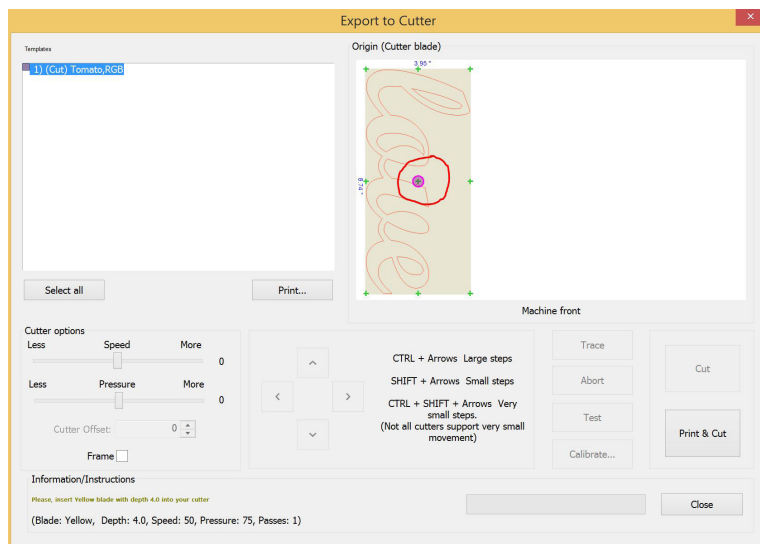 Export to Cutter
Templates
1) (Cut) Tomato,RGB
Select all
Print...
Origin (Cutter blade)
3.95 "
8.74 "
Machine front
Cutter options
Less Speed More
0
Less Pressure More
0
Cutter Offset: 0
Frame
CTRL + Arrows Large steps
SHIFT + Arrows Small steps
CTRL + SHIFT + Arrows Very
small steps.
(Not all cutters support very small
movement)
Trace
Abort
Test
Calibrate...
Cut
Print & Cut
Information/Instructions
Please, insert Yellow blade with depth 4.0 into your cutter
(Blade: Yellow, Depth: 4.0, Speed: 50, Pressure: 75, Passes: 1)
Close